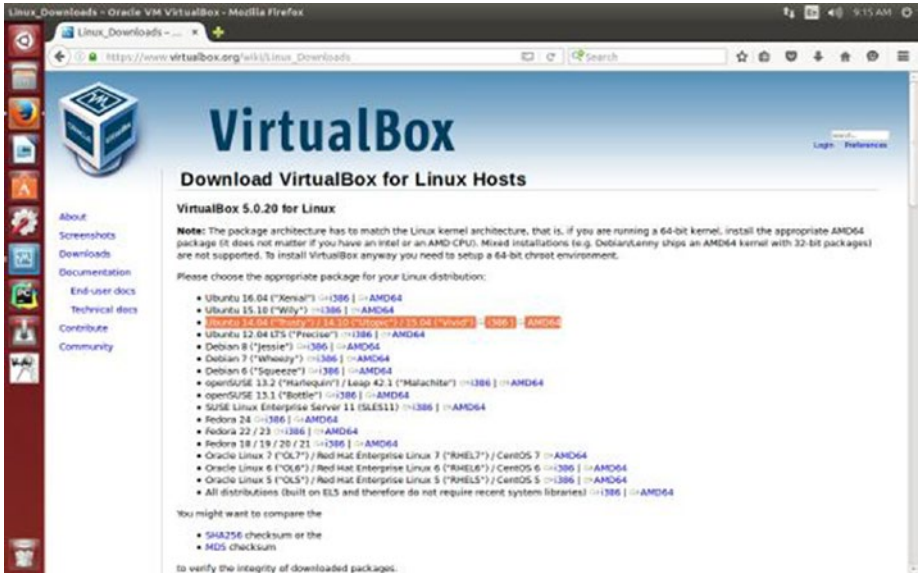 Linux_Downloads – Oracle VM VirtualBox - Mozilla Firefox
En
9:15 AM
Linux_Downloads – ...
https://www.virtualbox.org/wiki/Linux_Downloads
Search
VirtualBox
search...
Login Preferences
Download VirtualBox for Linux Hosts
About
Screenshots
Downloads
Documentation
End-user docs
Technical docs
Contribute
Community
VirtualBox 5.0.20 for Linux
Note: The package architecture has to match the Linux kernel architecture, that is, if you are running a 64-bit kernel, install the appropriate AMD64
package (it does not matter if you have an Intel or an AMD CPU). Mixed installations (e.g. Debian/Lenny ships an AMD64 kernel with 32-bit packages)
are not supported. To install VirtualBox anyway you need to setup a 64-bit chroot environment.
Please choose the appropriate package for your Linux distribution:
• Ubuntu 16.04 ("Xenial") i386 | AMD64
• Ubuntu 15.10 ("Wily") i386 | AMD64
• Ubuntu 14.04 ("Trusty") / 14.10 ("Utopic") / 15.04 ("Vivid") i386 | AMD64
• Ubuntu 12.04 LTS ("Precise") i386 | AMD64
• Debian 8 ("Jessie") i386 | AMD64
• Debian 7 ("Wheezy") i386 | AMD64
• Debian 6 ("Squeeze") i386 | AMD64
• openSUSE 13.2 ("Harlequin") / Leap 42.1 ("Malachite") i386 | AMD64
• openSUSE 13.1 ("Bottle") i386 | AMD64
• SUSE Linux Enterprise Server 11 (SLES11) i386 | AMD64
• Fedora 24 i386 | AMD64
• Fedora 22 / 23 i386 | AMD64
• Fedora 18 / 19 / 20 / 21 i386 | AMD64
• Oracle Linux 7 ("OL7") / Red Hat Enterprise Linux 7 ("RHEL7") / CentOS 7 AMD64
• Oracle Linux 6 ("OL6") / Red Hat Enterprise Linux 6 ("RHEL6") / CentOS 6 i386 | AMD64
• Oracle Linux 5 ("OL5") / Red Hat Enterprise Linux 5 ("RHEL5") / CentOS 5 i386 | AMD64
• All distributions (built on EL5 and therefore do not require recent system libraries) i386 | AMD64
You might want to compare the
• SHA256 checksum or the
• MD5 checksum
to verify the integrity of downloaded packages.